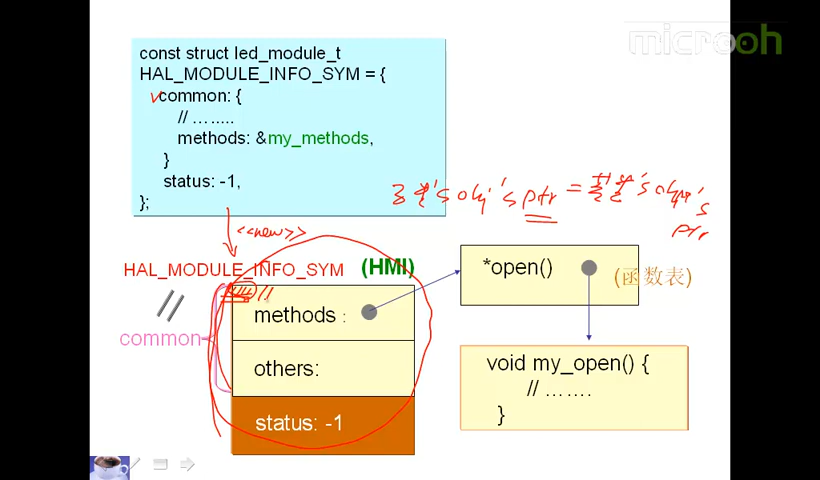 microoh
const struct led_module_t
HAL_MODULE_INFO_SYM = {
common: {
// …....
methods: &my_methods,
}
status: -1,
};
<<new>>
HAL_MODULE_INFO_SYM
(HMI)
common
methods :
others:
status: -1
*open()
(函数表)
void my_open() {
// …….
}